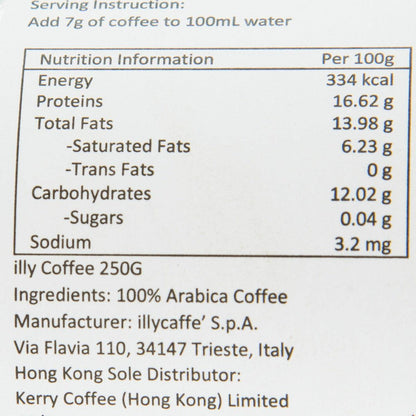 Serving Instruction:
Add 7g of coffee to 100mL water
Nutrition Information Per 100g
Energy 334 kcal
Proteins 16.62 g
Total Fats 13.98 g
-Saturated Fats 6.23 g
-Trans Fats 0 g
Carbohydrates 12.02 g
-Sugars 0.04 g
Sodium 3.2 mg
illy Coffee 250G
Ingredients: 100% Arabica Coffee
Manufacturer: illycaffe’ S.p.A.
Via Flavia 110, 34147 Trieste, Italy
Hong Kong Sole Distributor:
Kerry Coffee (Hong Kong) Limited